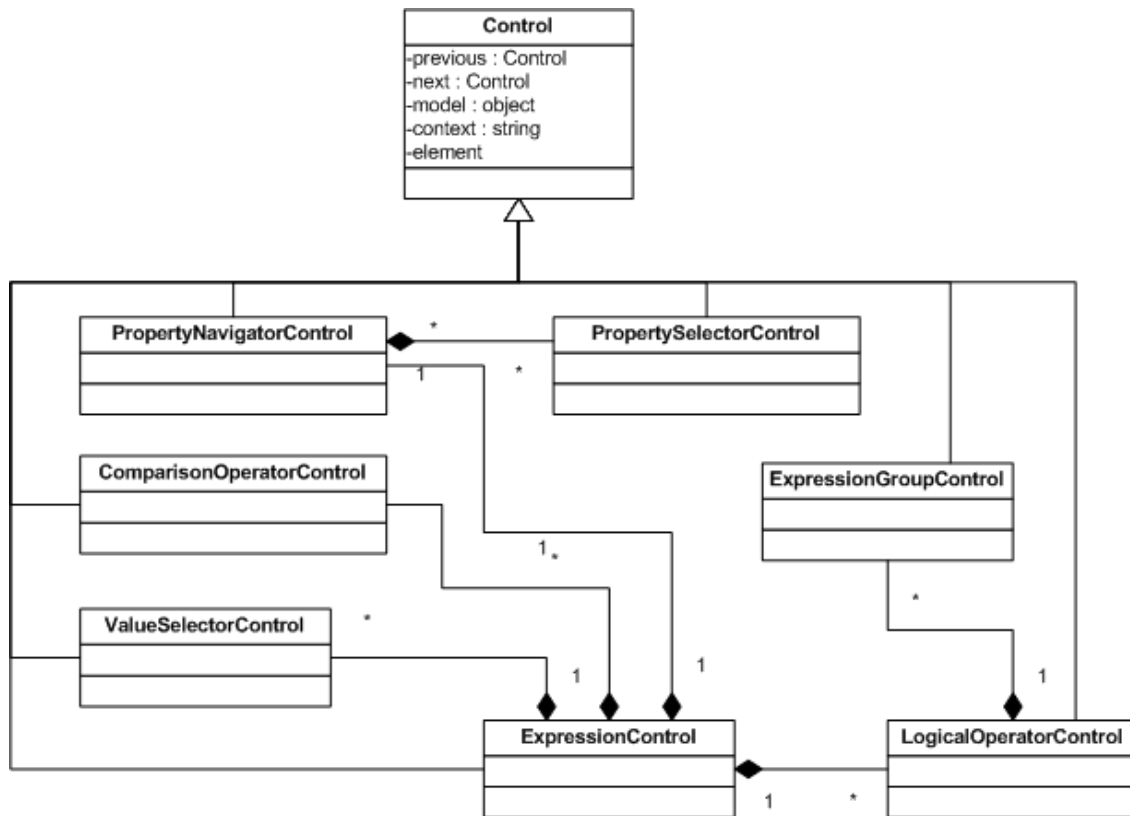 Control
-previous : Control
-next : Control
-model : object
-context : string
-element
PropertyNavigatorControl
*
PropertySelectorControl
1
*
ComparisonOperatorControl
ExpressionGroupControl
1
*
ValueSelectorControl
*
*
1
1
1
ExpressionControl
LogicalOperatorControl
1
*